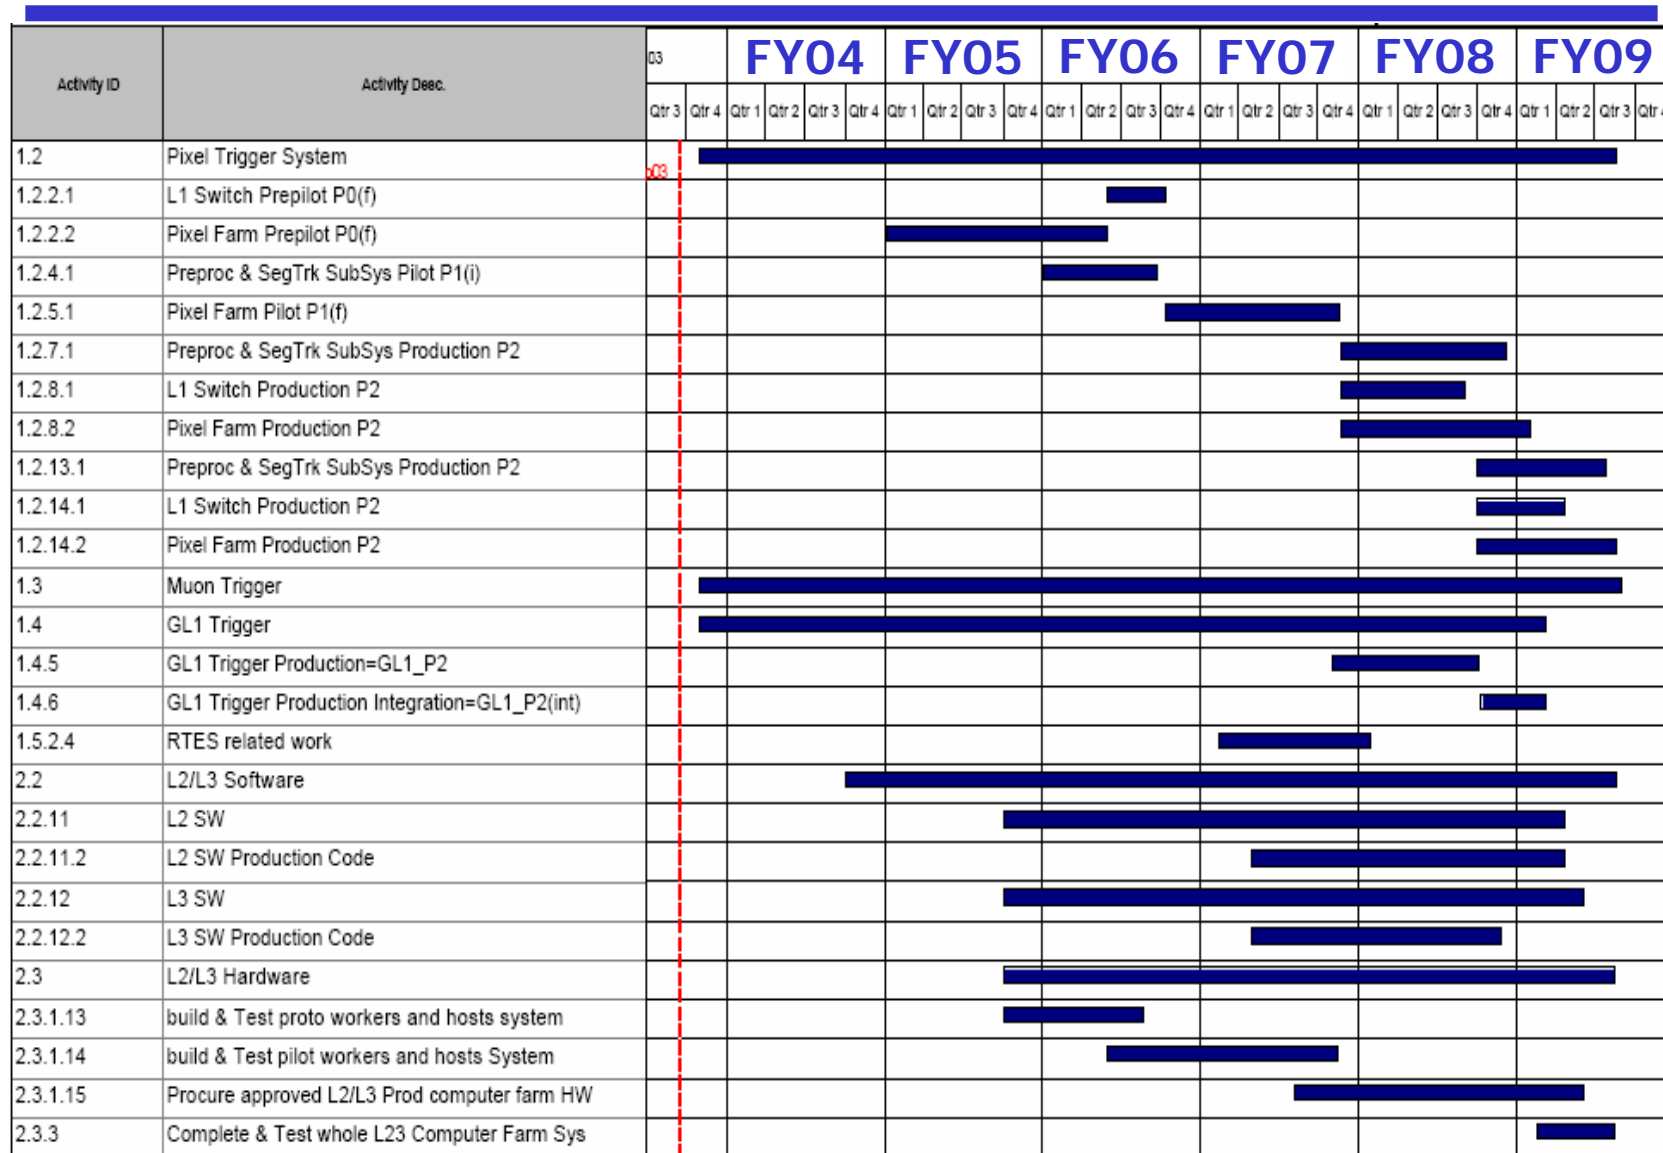 03 FY04 FY05 FY06 FY07 FY08 FY09
Activity ID Activity Desc.
Qtr 3 Qtr 4 Qtr 1 Qtr 2 Qtr 3 Qtr 4 Qtr 1 Qtr 2 Qtr 3 Qtr 4 Qtr 1 Qtr 2 Qtr 3 Qtr 4 Qtr 1 Qtr 2 Qtr 3 Qtr 4 Qtr 1 Qtr 2 Qtr 3 Qtr 4 Qtr 1 Qtr 2 Qtr 3 Qtr 4
1.2 Pixel Trigger System
03
1.2.2.1 L1 Switch Prepilot P0(f)
1.2.2.2 Pixel Farm Prepilot P0(f)
1.2.4.1 Preproc & SegTrk SubSys Pilot P1(i)
1.2.5.1 Pixel Farm Pilot P1(f)
1.2.7.1 Preproc & SegTrk SubSys Production P2
1.2.8.1 L1 Switch Production P2
1.2.8.2 Pixel Farm Production P2
1.2.13.1 Preproc & SegTrk SubSys Production P2
1.2.14.1 L1 Switch Production P2
1.2.14.2 Pixel Farm Production P2
1.3 Muon Trigger
1.4 GL1 Trigger
1.4.5 GL1 Trigger Production=GL1_P2
1.4.6 GL1 Trigger Production Integration=GL1_P2(int)
1.5.2.4 RTES related work
2.2 L2/L3 Software
2.2.11 L2 SW
2.2.11.2 L2 SW Production Code
2.2.12 L3 SW
2.2.12.2 L3 SW Production Code
2.3 L2/L3 Hardware
2.3.1.13 build & Test proto workers and hosts system
2.3.1.14 build & Test pilot workers and hosts System
2.3.1.15 Procure approved L2/L3 Prod computer farm HW
2.3.3 Complete & Test whole L23 Computer Farm Sys